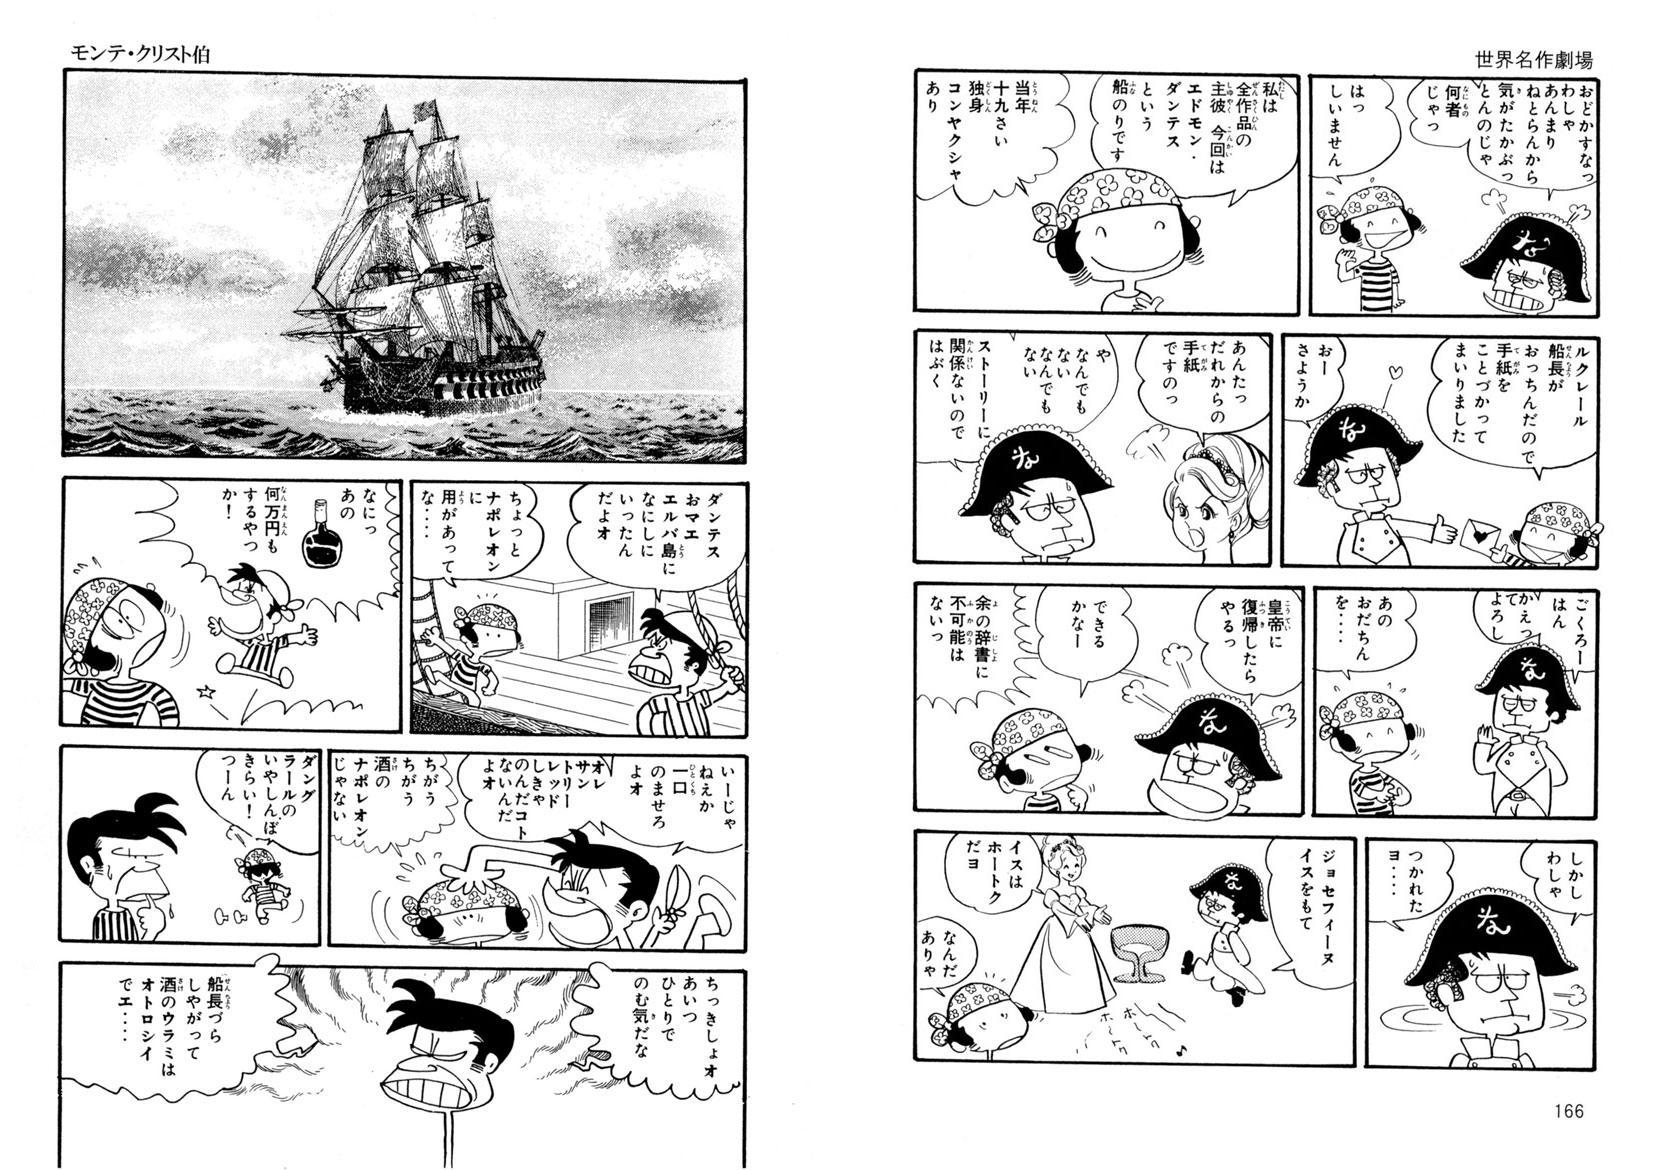 世界名作劇場
おどかすなっ
わしゃ
あんまり
ねとらんから
気がたかぶっ
とんのじゃ
何者
じゃっ
はっ
しいません
私は
全作品の
主役 今回は
エドモン・
ダンテス
という
船のりです
当年
十九さい
独身
コンヤクシャ
あり
ルクレール
船長が
おっちんだので
手紙を
ことづかって
まいりました
おー
さようか
あんたっ
だれからの
手紙
ですのっ
や
なんでも
ない
なんでも
ない
ストーリーに
関係ないので
はぶく
ごくろー
はん
かえっ
て
よろし
あの
おだちん
を‥‥
皇帝に
復帰したら
やるっ
できる
かなー
余の辞書に
不可能は
ないっ
しかし
わしゃ
つかれた
ヨ‥‥
ジョセフィーヌ
イスをもて
イスは
ホートク
だヨ
ホ〜トク
ホ〜トク
なんだ
ありゃ
166
モンテ・クリスト伯
ダンテス
おマエ
エルバ島に
なにしに
いったん
だよオ
ちょっと
ナポレオン
に
用があって
な‥‥
なにっ
あの
何万円も
するやつ
か！
いーじゃ
ねえか
一口
のませろ
よオ
オレ
サン
トリー
レッド
しきゃ
のんだコト
ないんだ
よオ
ちがう
ちがう
酒の
ナポレオン
じゃない
ダング
ラールの
いやしんぼ
きらい！
つーん
ちっきしょオ
あいつ
ひとりで
のむ気だな
船長づら
しやがって
酒のウラミは
オトロシイ
でエ‥‥